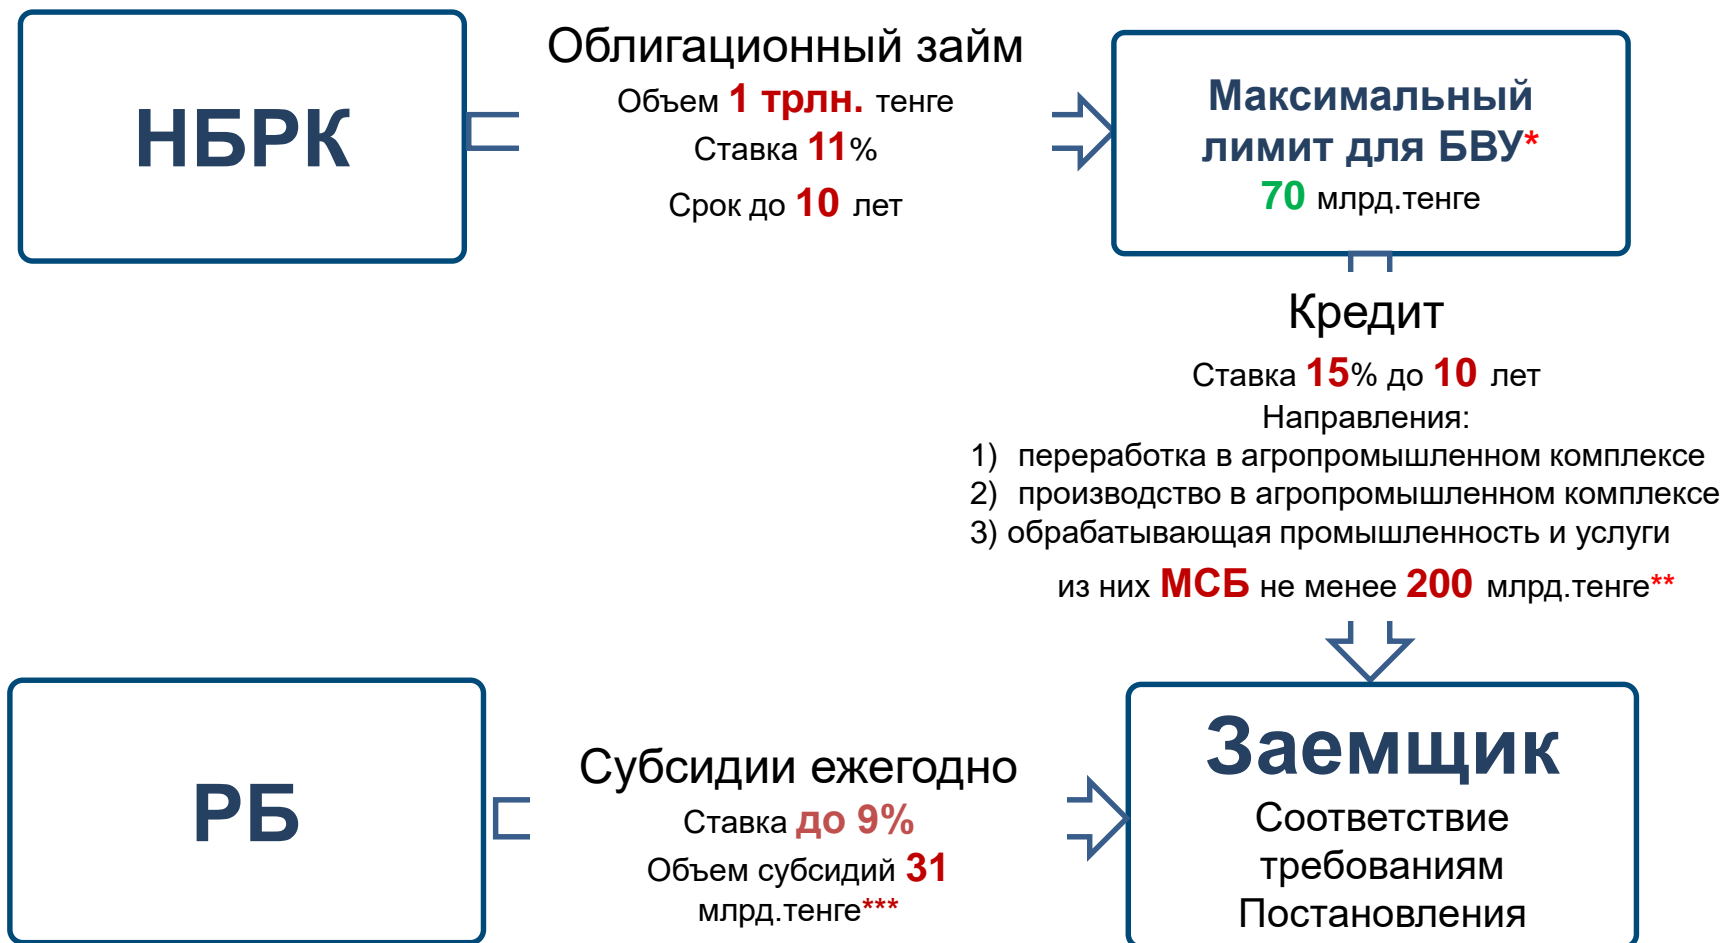 НБРК
Облигационный займ
Объем 1 трлн. тенге
Ставка 11%
Срок до 10 лет
Максимальный
лимит для БВУ*
70 млрд.тенге
Кредит
Ставка 15% до 10 лет
Направления:
1) переработка в агропромышленном комплексе
2) производство в агропромышленном комплексе
3) обрабатывающая промышленность и услуги
из них МСБ не менее 200 млрд.тенге**
РБ
Субсидии ежегодно
Ставка до 9%
Объем субсидий 31
млрд.тенге***
Заемщик
Соответствие
требованиям
Постановления